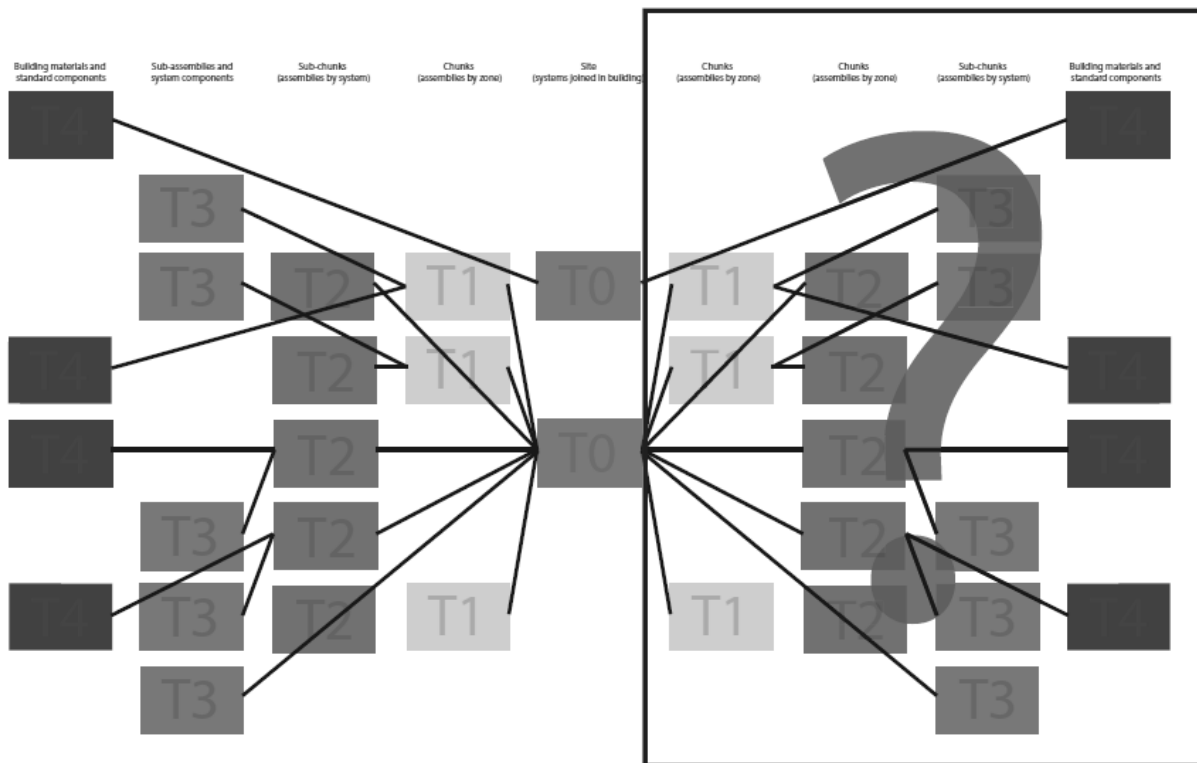 Building materials and
standard components
Sub-assemblies and
system components
Sub-chunks
(assemblies by system)
Chunks
(assemblies by zone)
Site
(systems joined in building
Chunks
(assemblies by zone)
Chunks
(assemblies by zone)
Sub-chunks
(assemblies by system)
Building materials and
standard components
T4 T4
T3 T3
T3 T2 T1 T0 T1 T2 T3
T4 T2 T1 T1 T2 T4
T4 T2 T0 T2 T4
T3 T2 T2 T3
T4 T3 T2 T1 T1 T2 T3 T4
T3 T3
?